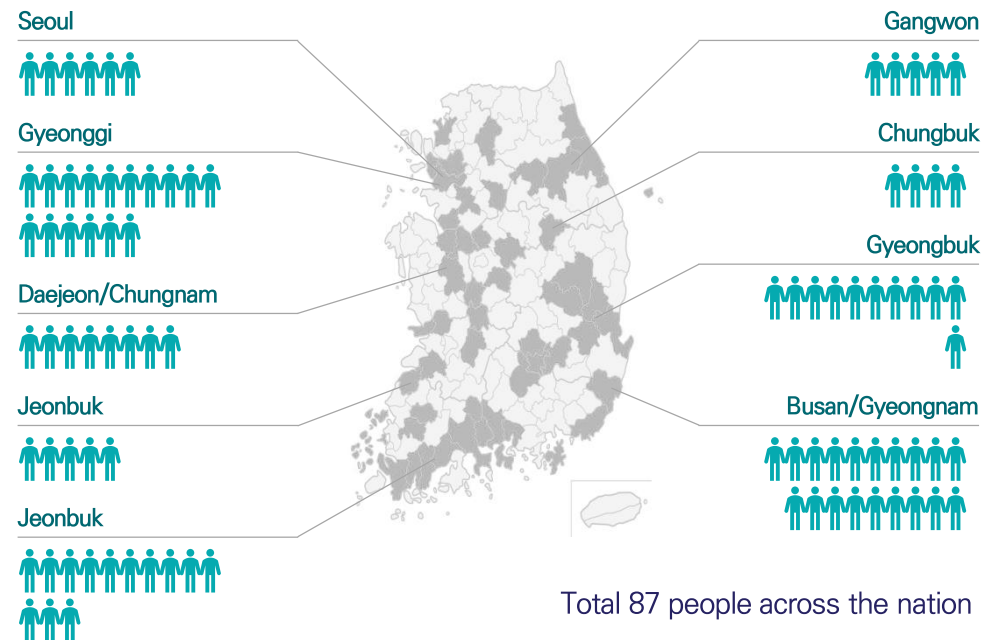 Seoul
Gyeonggi
Daejeon/Chungnam
Jeonbuk
Jeonbuk
Gangwon
Chungbuk
Gyeongbuk
Busan/Gyeongnam
Total 87 people across the nation